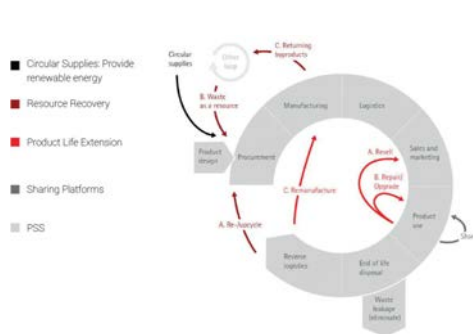 Circular Supplies: Provide
renewable energy
Resource Recovery
Product Life Extension
Sharing Platforms
PSS
Circular
supplies
Other
loop
C. Returning
byproducts
B. Waste
as a resource
Manufacturing
Logistics
Product
design
Procurement
A. Resell
Sales and
marketing
B. Repair/
Upgrade
C. Remanufacture
Product
use
A. Re-/upcycle
Reverse
logistics
End of life
disposal
Waste
leakage
(eliminate)